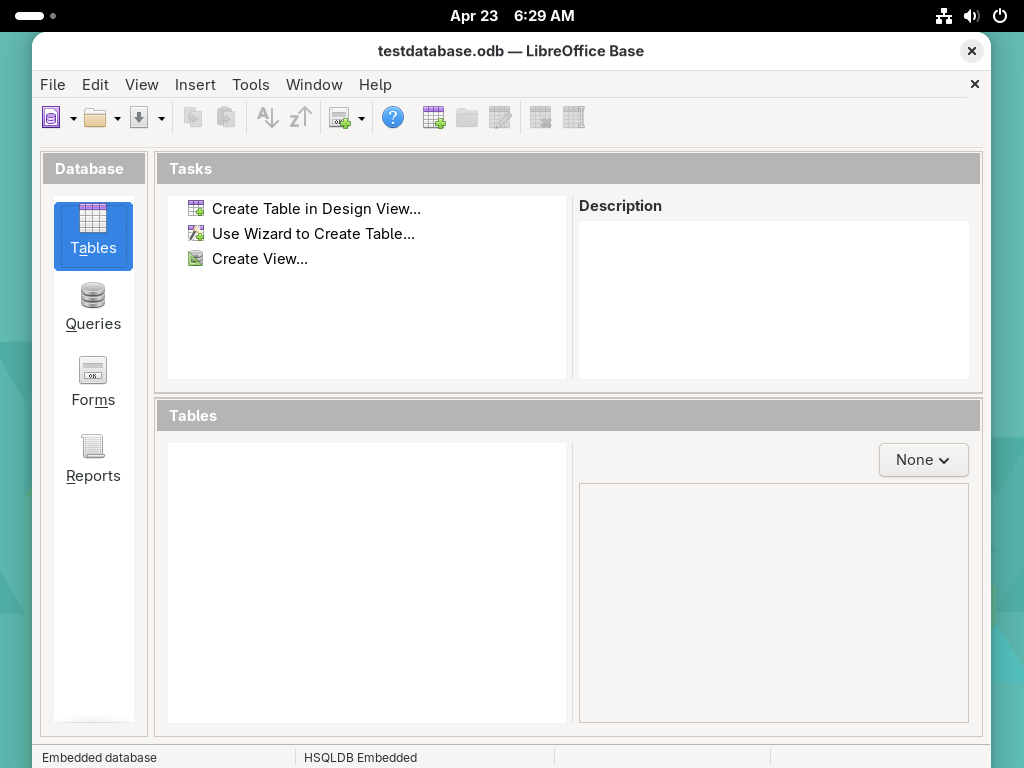 Apr 23 6:29 AM
testdatabase.odb — LibreOffice Base
File Edit View Insert Tools Window Help
Database
Tables
Queries
Forms
OK
Reports
Tasks
Create Table in Design View...
Use Wizard to Create Table...
Create View...
Description
Tables
None
Embedded database
HSQLDB Embedded